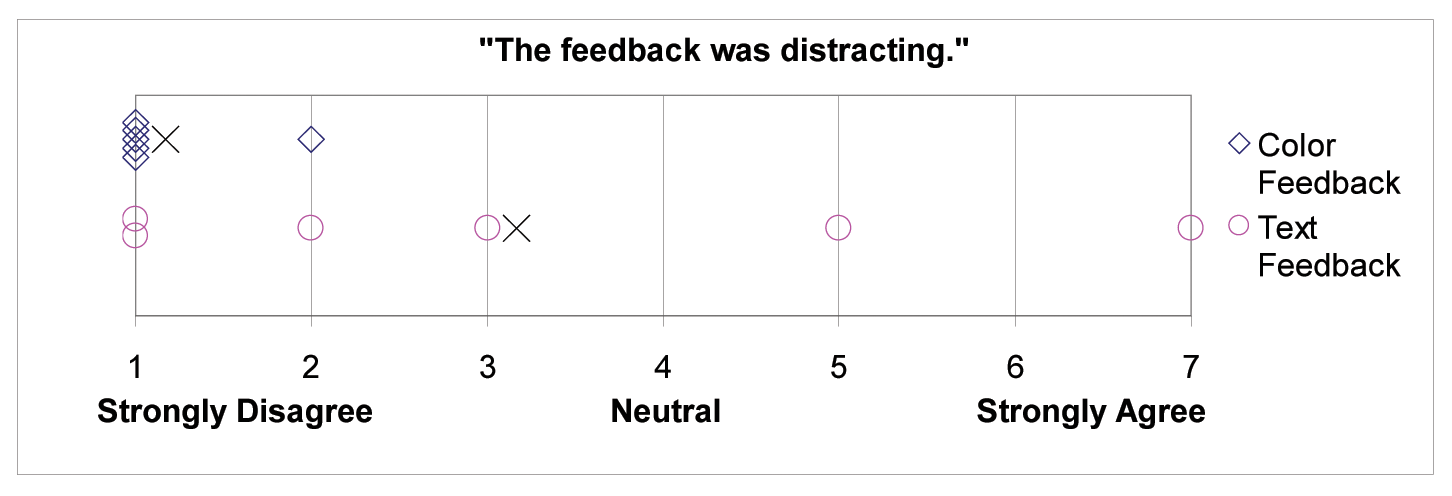 "The feedback was distracting."
Color
Feedback
Text
Feedback
1 2 3 4 5 6 7
Strongly Disagree Neutral Strongly Agree